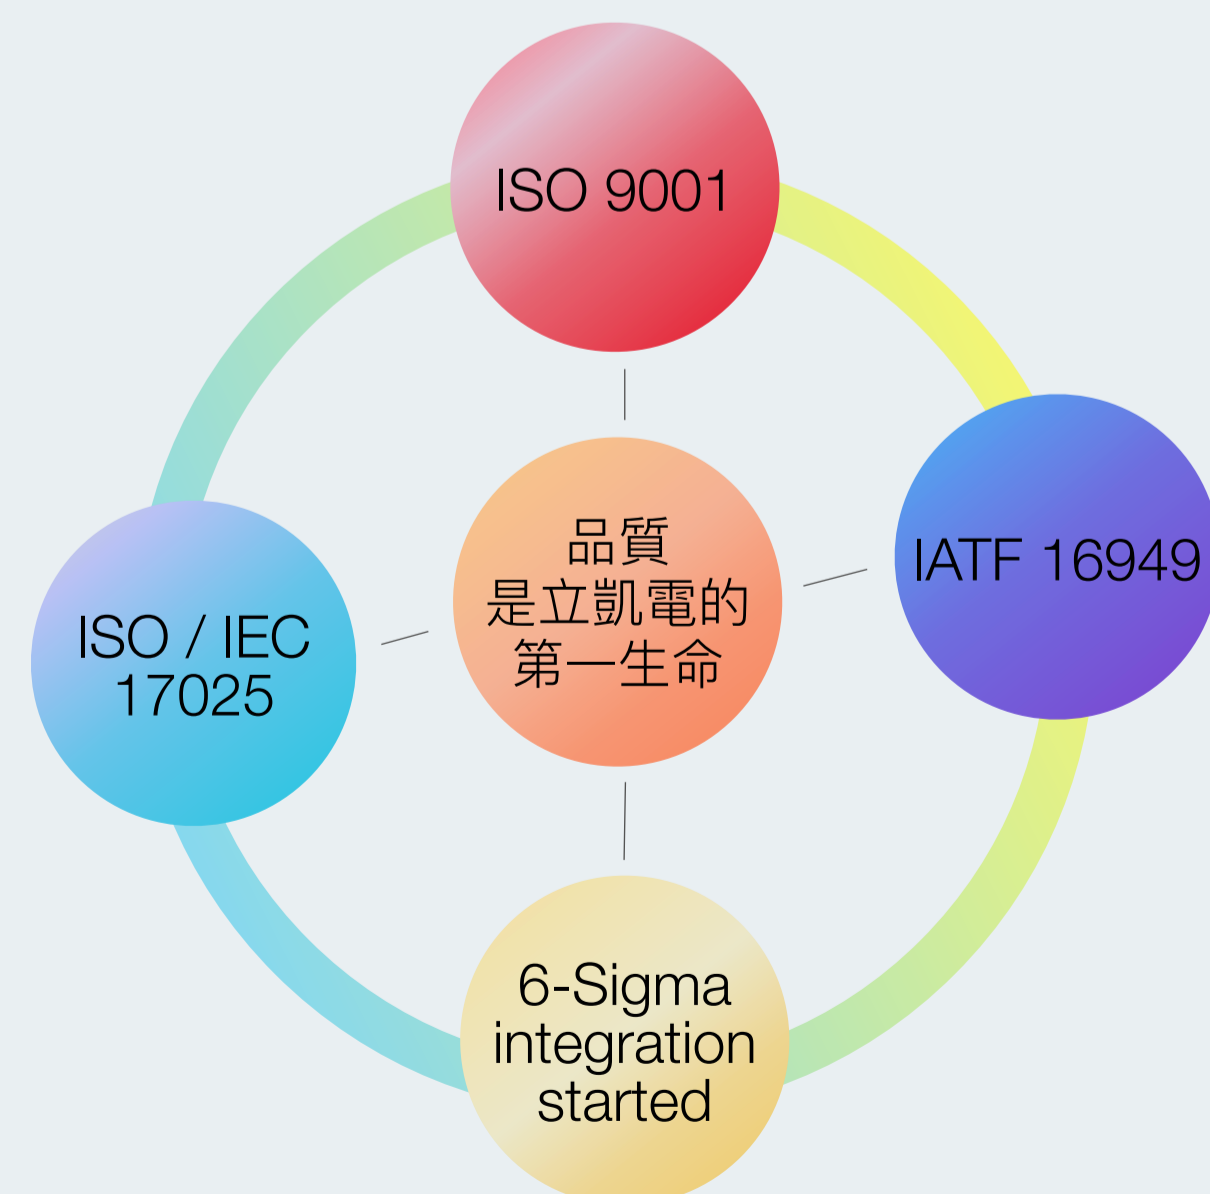 ISO 9001
IATF 16949
品質
是立凱電的
第一生命
ISO / IEC
17025
6-Sigma
integration
started